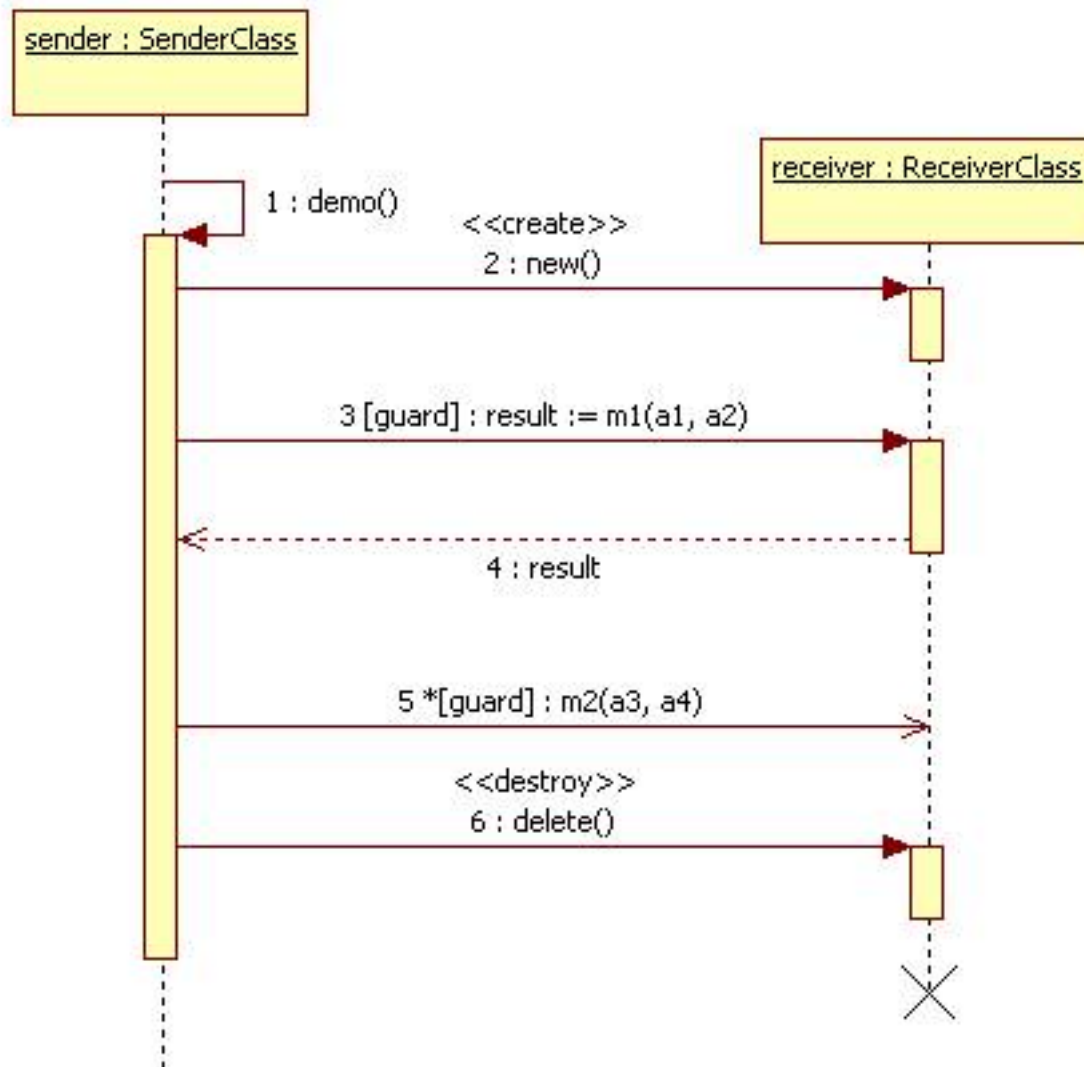 sender : SenderClass
receiver : ReceiverClass
1 : demo()
<<create>>
2 : new()
3 [guard] : result := m1(a1, a2)
4 : result
5 *[guard] : m2(a3, a4)
<<destroy>>
6 : delete()